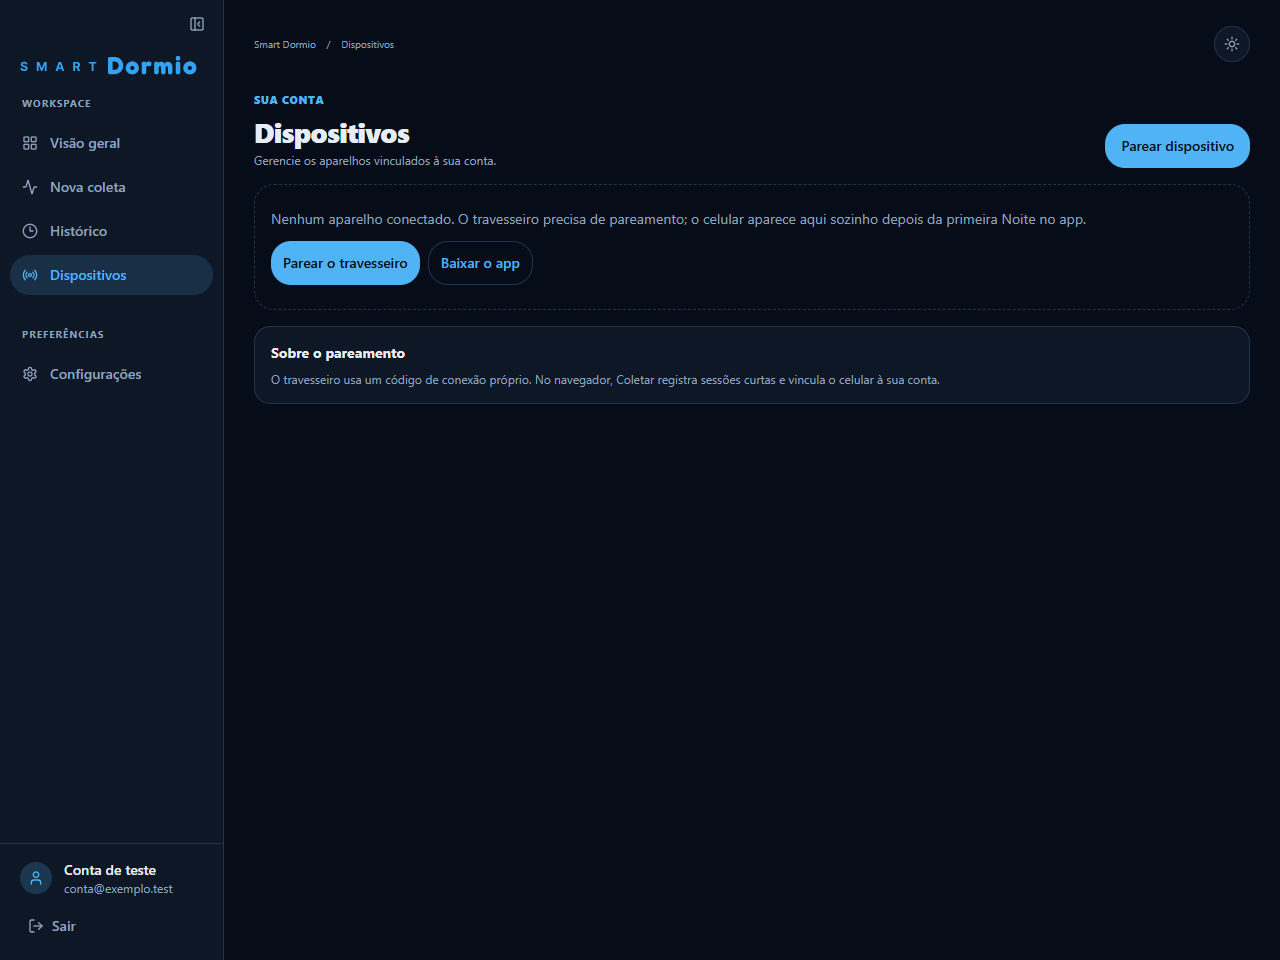 SMART Dormio
WORKSPACE
Visão geral
Nova coleta
Histórico
Dispositivos
PREFERÊNCIAS
Configurações
Conta de teste
conta@exemplo.test
Sair
Smart Dormio / Dispositivos
SUA CONTA
Dispositivos
Gerencie os aparelhos vinculados à sua conta.
Parear dispositivo
Nenhum aparelho conectado. O travesseiro precisa de pareamento; o celular aparece aqui sozinho depois da primeira Noite no app.
Parear o travesseiro
Baixar o app
Sobre o pareamento
O travesseiro usa um código de conexão próprio. No navegador, Coletar registra sessões curtas e vincula o celular à sua conta.